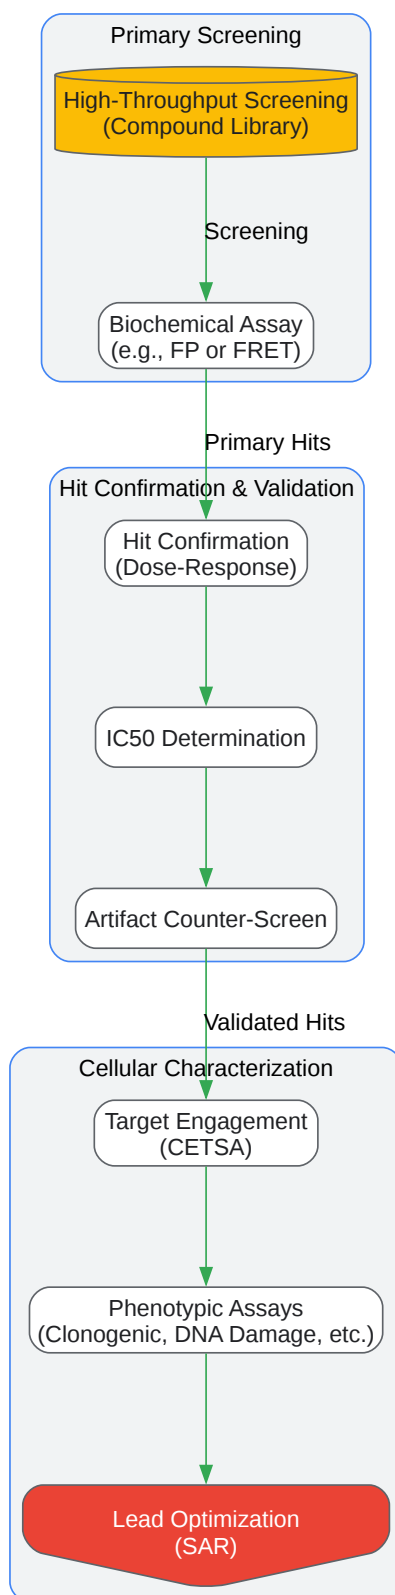 Primary Screening
High-Throughput Screening
(Compound Library)
Screening
Biochemical Assay
(e.g., FP or FRET)
Primary Hits
Hit Confirmation & Validation
Hit Confirmation
(Dose-Response)
IC50 Determination
Artifact Counter-Screen
Validated Hits
Cellular Characterization
Target Engagement
(CETSA)
Phenotypic Assays
(Clonogenic, DNA Damage, etc.)
Lead Optimization
(SAR)